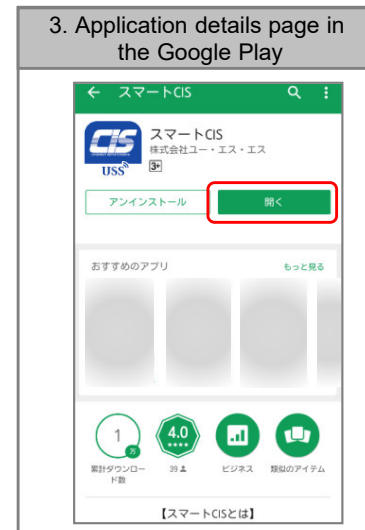 3. Application details page in
the Google Play
スマートCIS
CIS
USS
スマートCIS
株式会社ユー・エス・エス
3+
アンインストール
開く
おすすめのアプリ
もっと見る
1
万
4.0
累計ダウンロー
ド数
39
ビジネス
類似のアイテム
【スマートCISとは】